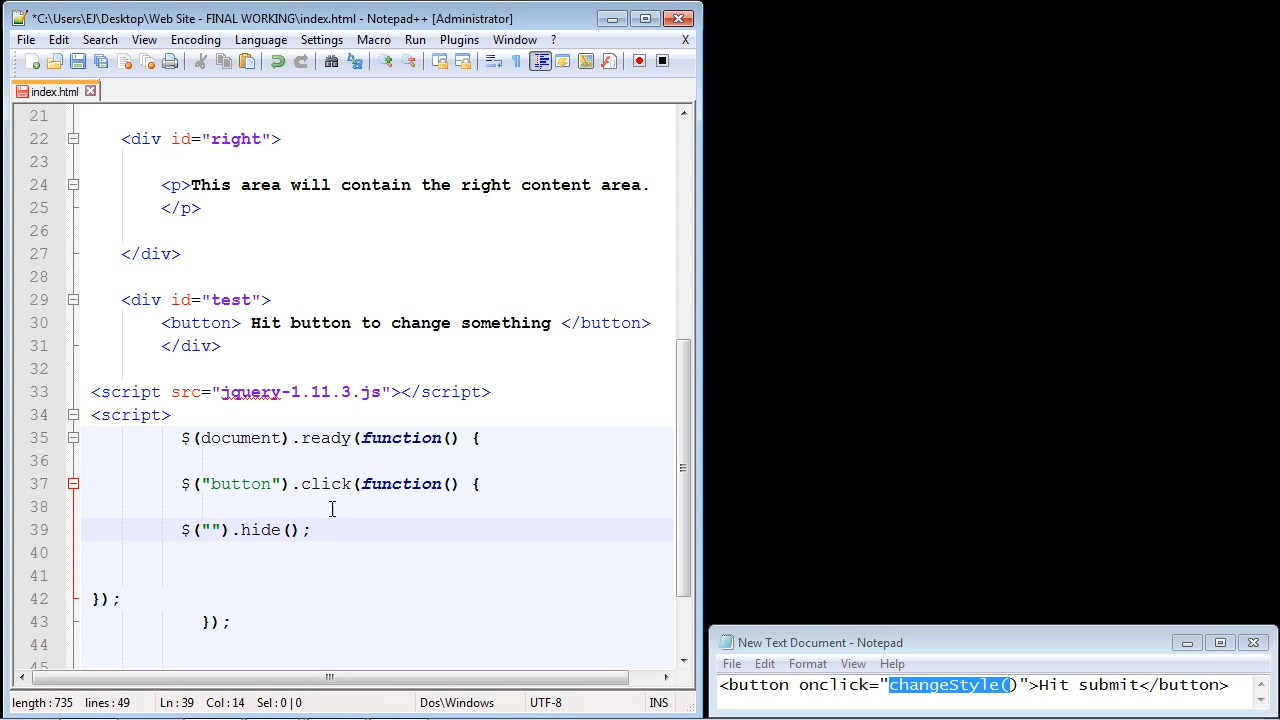 *C:\Users\EJ\Desktop\Web Site - FINAL WORKING\index.html - Notepad++ [Administrator]
File Edit Search View Encoding Language Settings Macro Run Plugins Window ? X
index.html
21
22 <div id="right">
23
24 <p>This area will contain the right content area.
25 </p>
26
27 </div>
28
29 <div id="test">
30 <button> Hit button to change something </button>
31 </div>
32
33 <script src="jquery-1.11.3.js"></script>
34 <script>
35 $(document).ready(function() {
36
37 $("button").click(function() {
38
39 $("").hide();
40
41
42 });
43 });
44
45
length : 735 lines : 49 Ln : 39 Col : 14 Sel : 0 | 0 Dos\Windows UTF-8 INS
New Text Document - Notepad
File Edit Format View Help
<button onclick="changeStyle()">Hit submit</button>